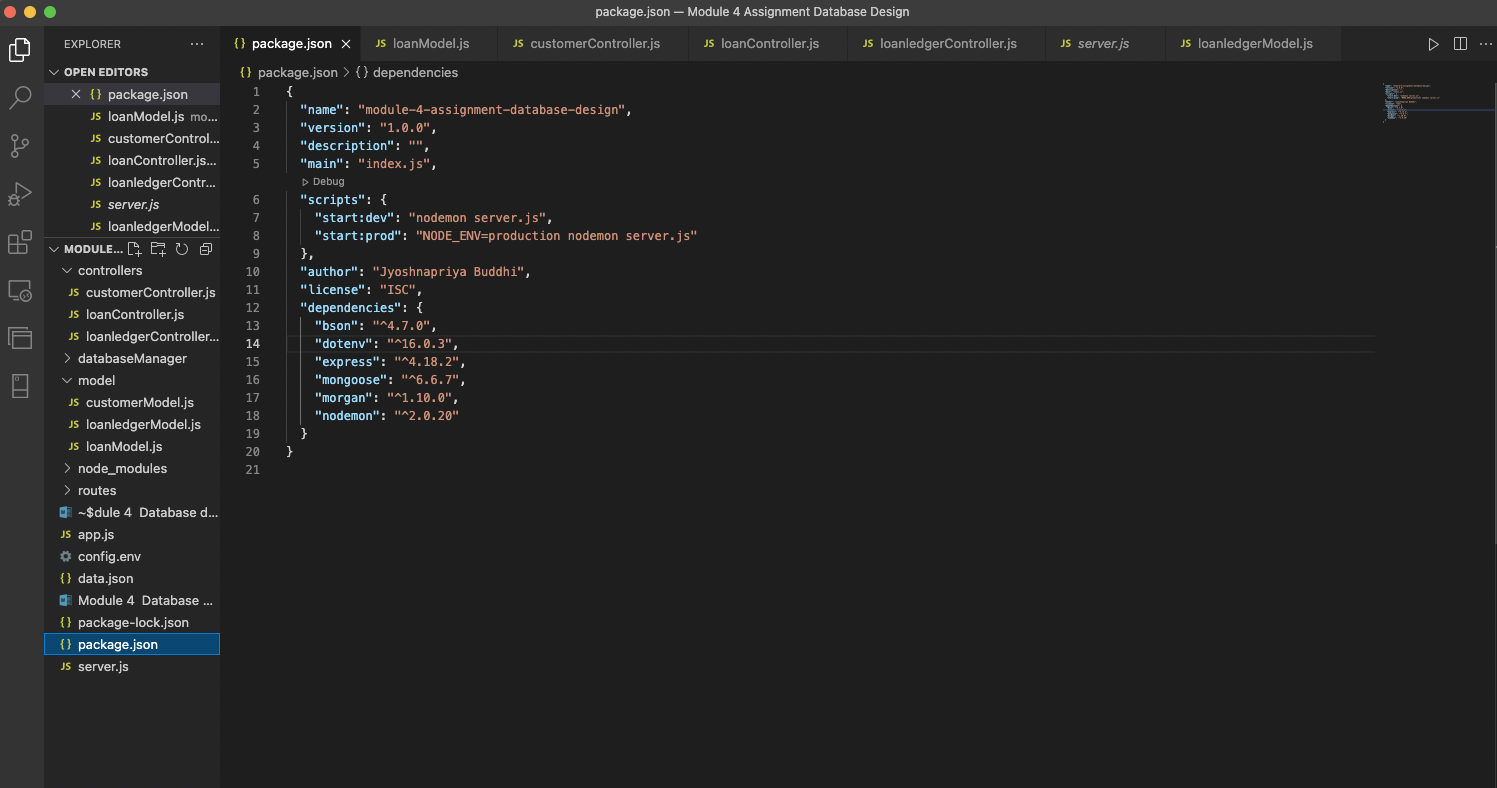 package.json — Module 4 Assignment Database Design
EXPLORER
package.json
loanModel.js
customerController.js
loanController.js
loanledgerController.js
server.js
loanledgerModel.js
OPEN EDITORS
package.json
loanModel.js mo...
customerControl...
loanController.js...
loanledgerContr...
server.js
loanledgerModel...
MODULE...
controllers
customerController.js
loanController.js
loanledgerController...
databaseManager
model
customerModel.js
loanledgerModel.js
loanModel.js
node_modules
routes
~$dule 4 Database d...
app.js
config.env
data.json
Module 4 Database ...
package-lock.json
package.json
server.js
package.json > {} dependencies
1 {
2 "name": "module-4-assignment-database-design",
3 "version": "1.0.0",
4 "description": "",
5 "main": "index.js",
Debug
6 "scripts": {
7 "start:dev": "nodemon server.js",
8 "start:prod": "NODE_ENV=production nodemon server.js"
9 },
10 "author": "Jyoshnapriya Buddhi",
11 "license": "ISC",
12 "dependencies": {
13 "bson": "^4.7.0",
14 "dotenv": "^16.0.3",
15 "express": "^4.18.2",
16 "mongoose": "^6.6.7",
17 "morgan": "^1.10.0",
18 "nodemon": "^2.0.20"
19 }
20 }
21